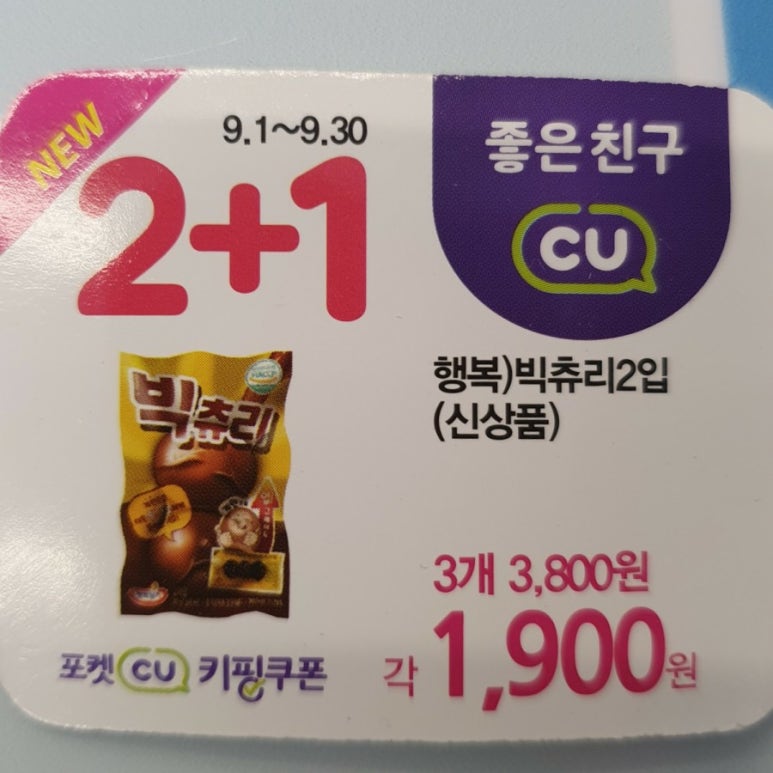 NEW
9.1~9.30
2+1
좋은 친구
CU
행복)빅츄리2입
(신상품)
빅츄리
HACCP
3개 3,800원
각 1,900원
포켓 CU 키핑쿠폰